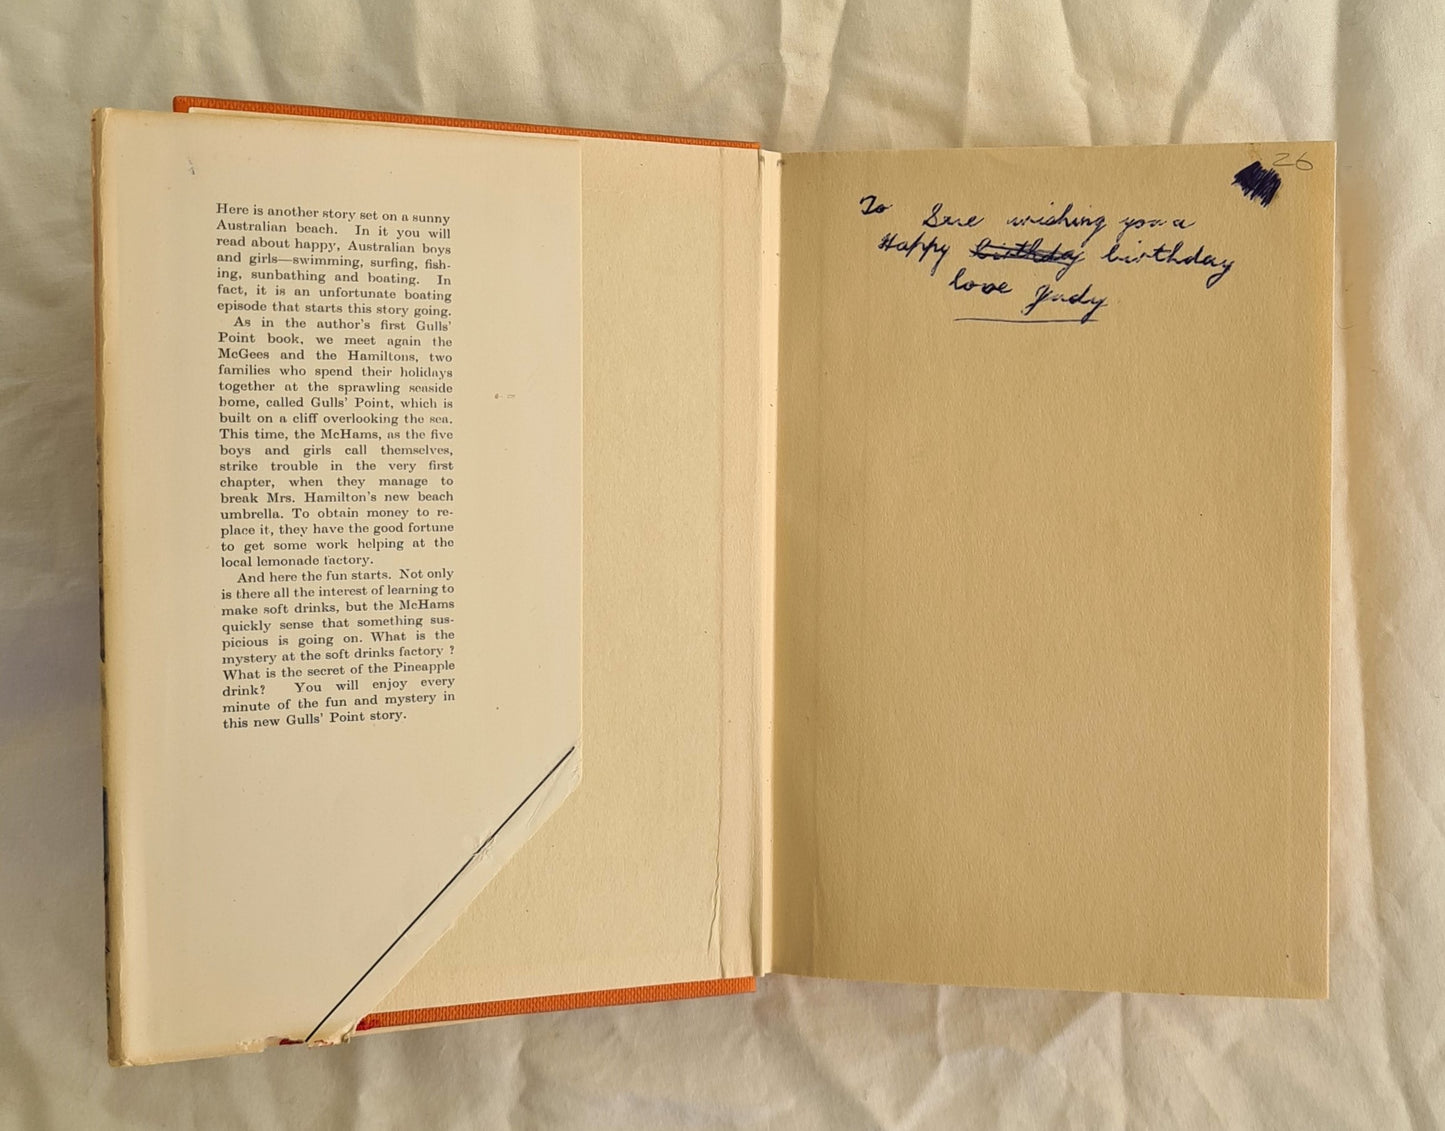 Here is another story set on a sunny
Australian beach. In it you will
read about happy, Australian boys
and girls—swimming, surfing, fish-
ing, sunbathing and boating. In
fact, it is an unfortunate boating
episode that starts this story going.
As in the author's first Gulls'
Point book, we meet again the
McGees and the Hamiltons, two
families who spend their holidays
together at the sprawling seaside
home, called Gulls' Point, which is
built on a cliff overlooking the sea.
This time, the McHams, as the five
boys and girls call themselves,
strike trouble in the very first
chapter, when they manage to
break Mrs. Hamilton's new beach
umbrella. To obtain money to re-
place it, they have the good fortune
to get some work helping at the
local lemonade factory.
And here the fun starts. Not only
is there all the interest of learning to
make soft drinks, but the McHams
quickly sense that something sus-
picious is going on. What is the
mystery at the soft drinks factory ?
What is the secret of the Pineapple
drink? You will enjoy every
minute of the fun and mystery in
this new Gulls' Point story.
26
To Sue wishing you a
Happy birthday birthday
love Judy